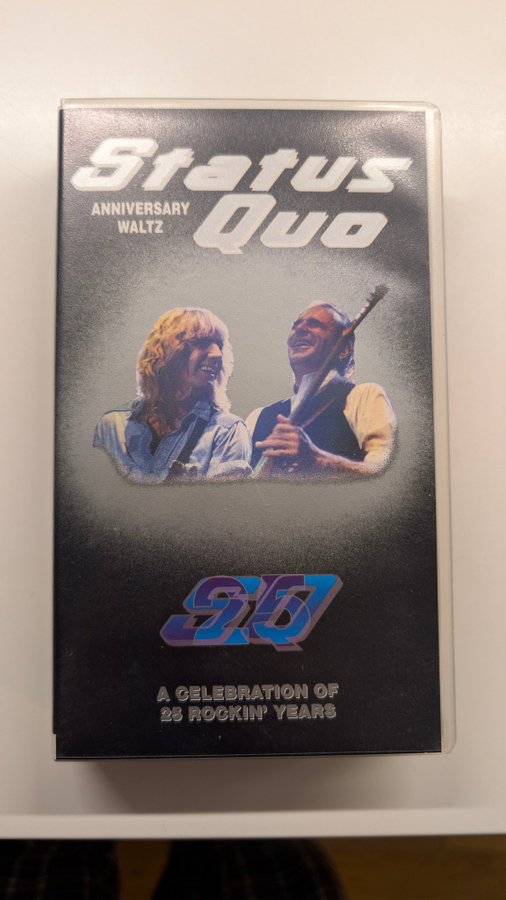 Status
ANNIVERSARY
WALTZ
Quo
A CELEBRATION OF
25 ROCKIN' YEARS